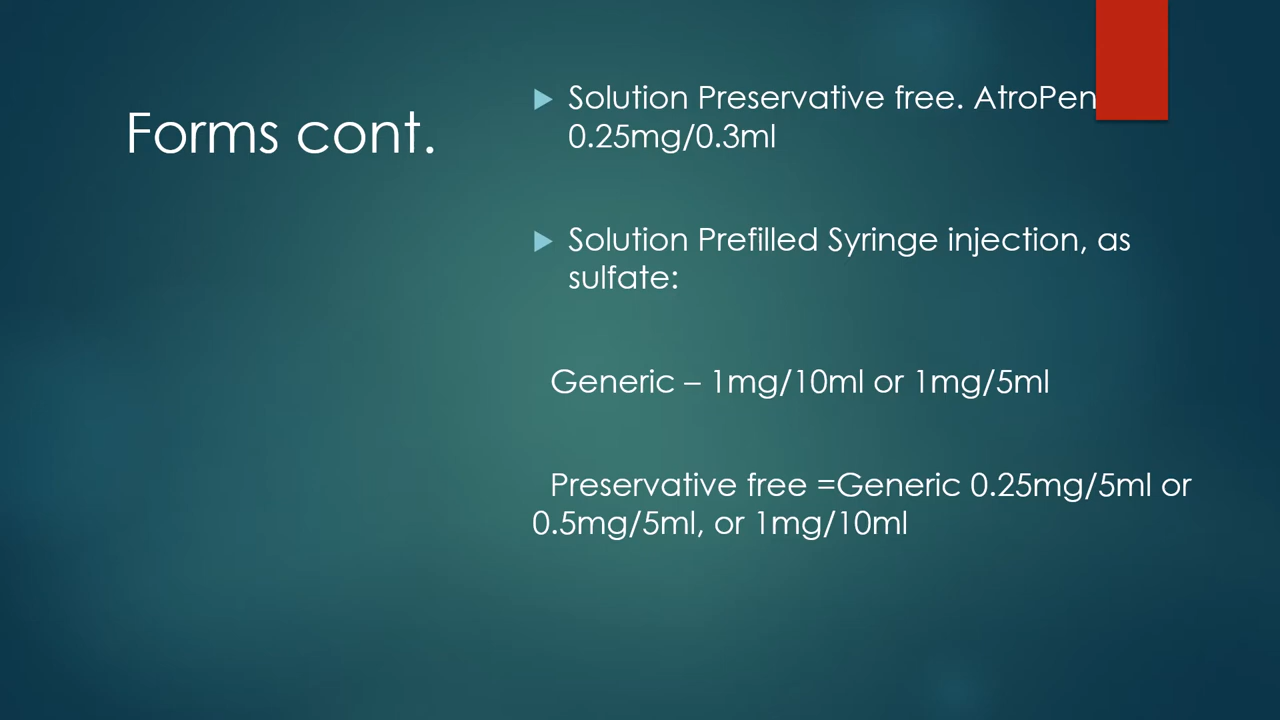 Forms cont.
Solution Preservative free. AtroPen
0.25mg/0.3ml
Solution Prefilled Syringe injection, as
sulfate:
Generic – 1mg/10ml or 1mg/5ml
Preservative free =Generic 0.25mg/5ml or
0.5mg/5ml, or 1mg/10ml